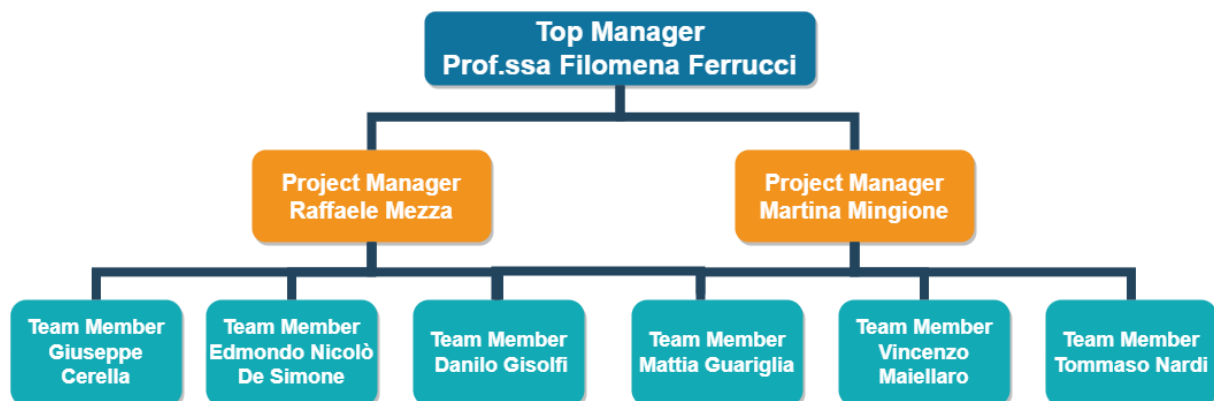 Top Manager
Prof.ssa Filomena Ferrucci
Project Manager
Raffaele Mezza
Project Manager
Martina Mingione
Team Member
Giuseppe
Cerella
Team Member
Edmondo Nicolò
De Simone
Team Member
Danilo Gisolfi
Team Member
Mattia Guariglia
Team Member
Vincenzo
Maiellaro
Team Member
Tommaso Nardi